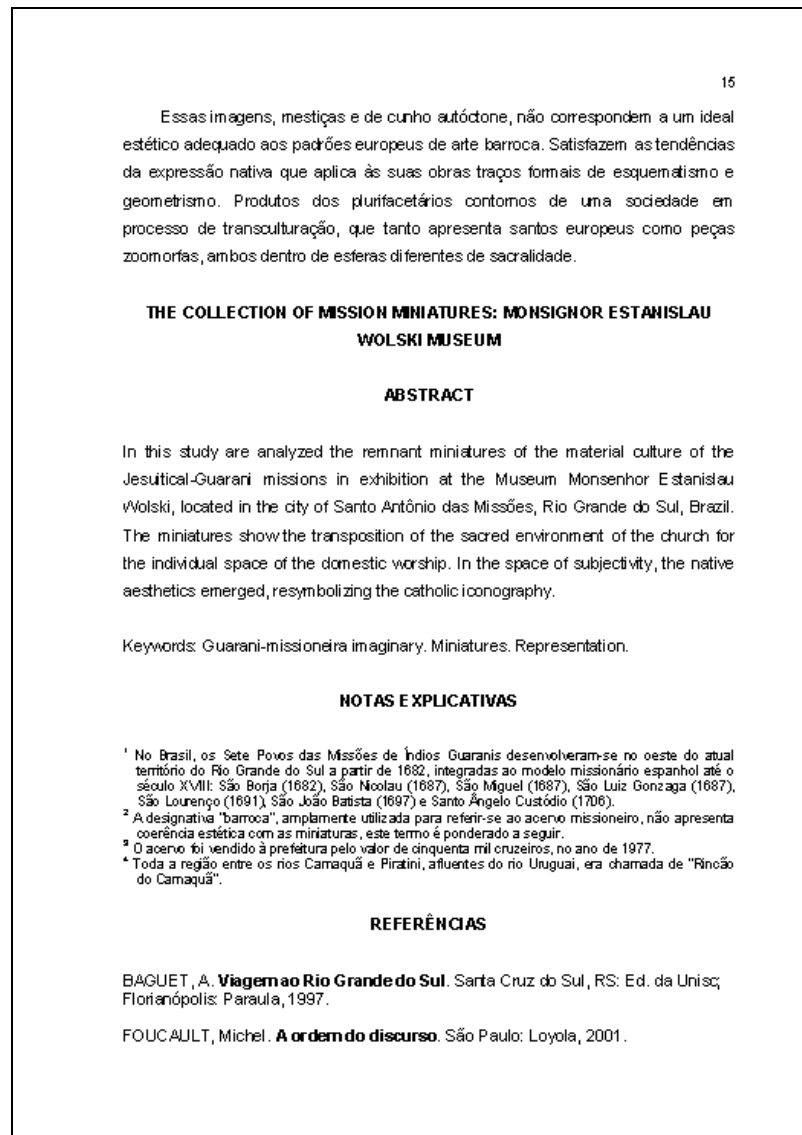 15
Essas imagens, mestiças e de cunho autóctone, não correspondem a um ideal
estético adequado aos padrões europeus de arte barroca. Satisfazem as tendências
da expressão nativa que aplica às suas obras traços formais de esquematismo e
geometrismo. Produtos dos plurifacetários contornos de uma sociedade em
processo de transculturação, que tanto apresenta santos europeus como peças
zoomorfas, ambos dentro de esferas diferentes de sacralidade.
THE COLLECTION OF MISSION MINIATURES: MONSIGNOR ESTANISLAU
WOLSKI MUSEUM
ABSTRACT
In this study are analyzed the remnant miniatures of the material culture of the
Jesuitical-Guarani missions in exhibition at the Museum Monsenhor Estanislau
Wolski, located in the city of Santo Antônio das Missões, Rio Grande do Sul, Brazil.
The miniatures show the transposition of the sacred environment of the church for
the individual space of the domestic worship. In the space of subjectivity, the native
aesthetics emerged, resymbolizing the catholic iconography.
Keywords: Guarani-missioneira imaginary. Miniatures. Representation.
NOTAS EXPLICATIVAS
¹ No Brasil, os Sete Povos das Missões de Índios Guaranis desenvolveram-se no oeste do atual
território do Rio Grande do Sul a partir de 1682, integradas ao modelo missionário espanhol até o
século XVIII: São Borja (1682), São Nicolau (1687), São Miguel (1687), São Luiz Gonzaga (1687),
São Lourenço (1691), São João Batista (1697) e Santo Ângelo Custódio (1706).
² A designativa "barroca", amplamente utilizada para referir-se ao acervo missioneiro, não apresenta
coerência estética com as miniaturas, este termo é ponderado a seguir.
³ O acervo foi vendido à prefeitura pelo valor de cinquenta mil cruzeiros, no ano de 1977.
⁴ Toda a região entre os rios Camaquã e Piratini, afluentes do rio Uruguai, era chamada de "Rincão
do Camaquã".
REFERÊNCIAS
BAGUET, A. Viagem ao Rio Grande do Sul. Santa Cruz do Sul, RS: Ed. da Unisc;
Florianópolis: Paraula, 1997.
FOUCAULT, Michel. A ordem do discurso. São Paulo: Loyola, 2001.